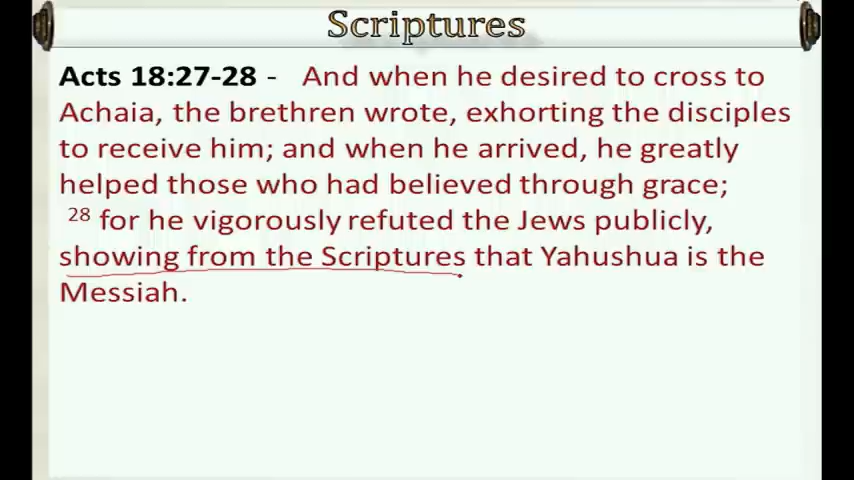 Scriptures
Acts 18:27-28 - And when he desired to cross to
Achaia, the brethren wrote, exhorting the disciples
to receive him; and when he arrived, he greatly
helped those who had believed through grace;
28 for he vigorously refuted the Jews publicly,
showing from the Scriptures that Yahushua is the
Messiah.